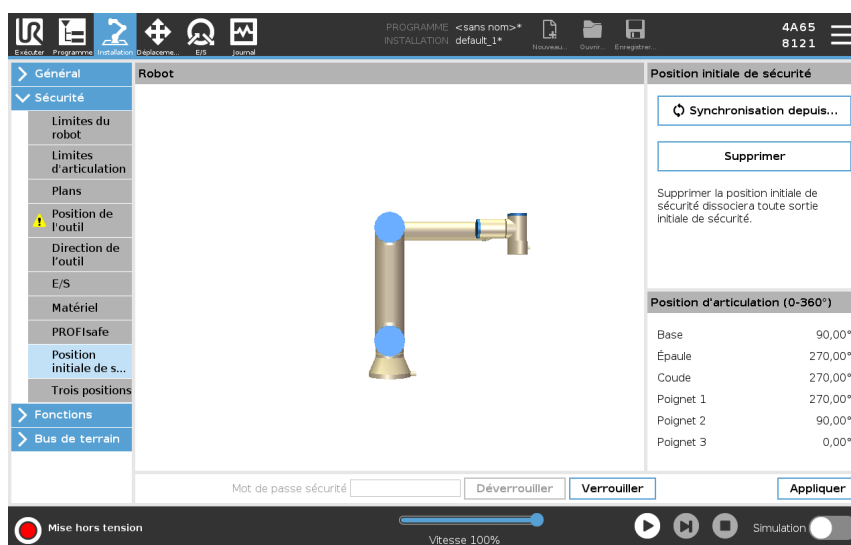 PROGRAMME <sans nom>*
INSTALLATION default_1*
Exécuter
Programme
Installation
Déplaceme...
E/S
Journal
Nouveau...
Ouvrir...
Enregistrer...
4A65
8121
Général
Sécurité
Limites du
robot
Limites
d'articulation
Plans
Position de
l'outil
Direction de
l'outil
E/S
Matériel
PROFIsafe
Position
initiale de s...
Trois positions
Fonctions
Bus de terrain
Robot
Position initiale de sécurité
Synchronisation depuis...
Supprimer
Supprimer la position initiale de
sécurité dissociera toute sortie
initiale de sécurité.
Position d'articulation (0-360°)
Base 90,00°
Épaule 270,00°
Coude 270,00°
Poignet 1 270,00°
Poignet 2 90,00°
Poignet 3 0,00°
Mot de passe sécurité
Déverrouiller
Verrouiller
Appliquer
Mise hors tension
Vitesse 100%
Simulation